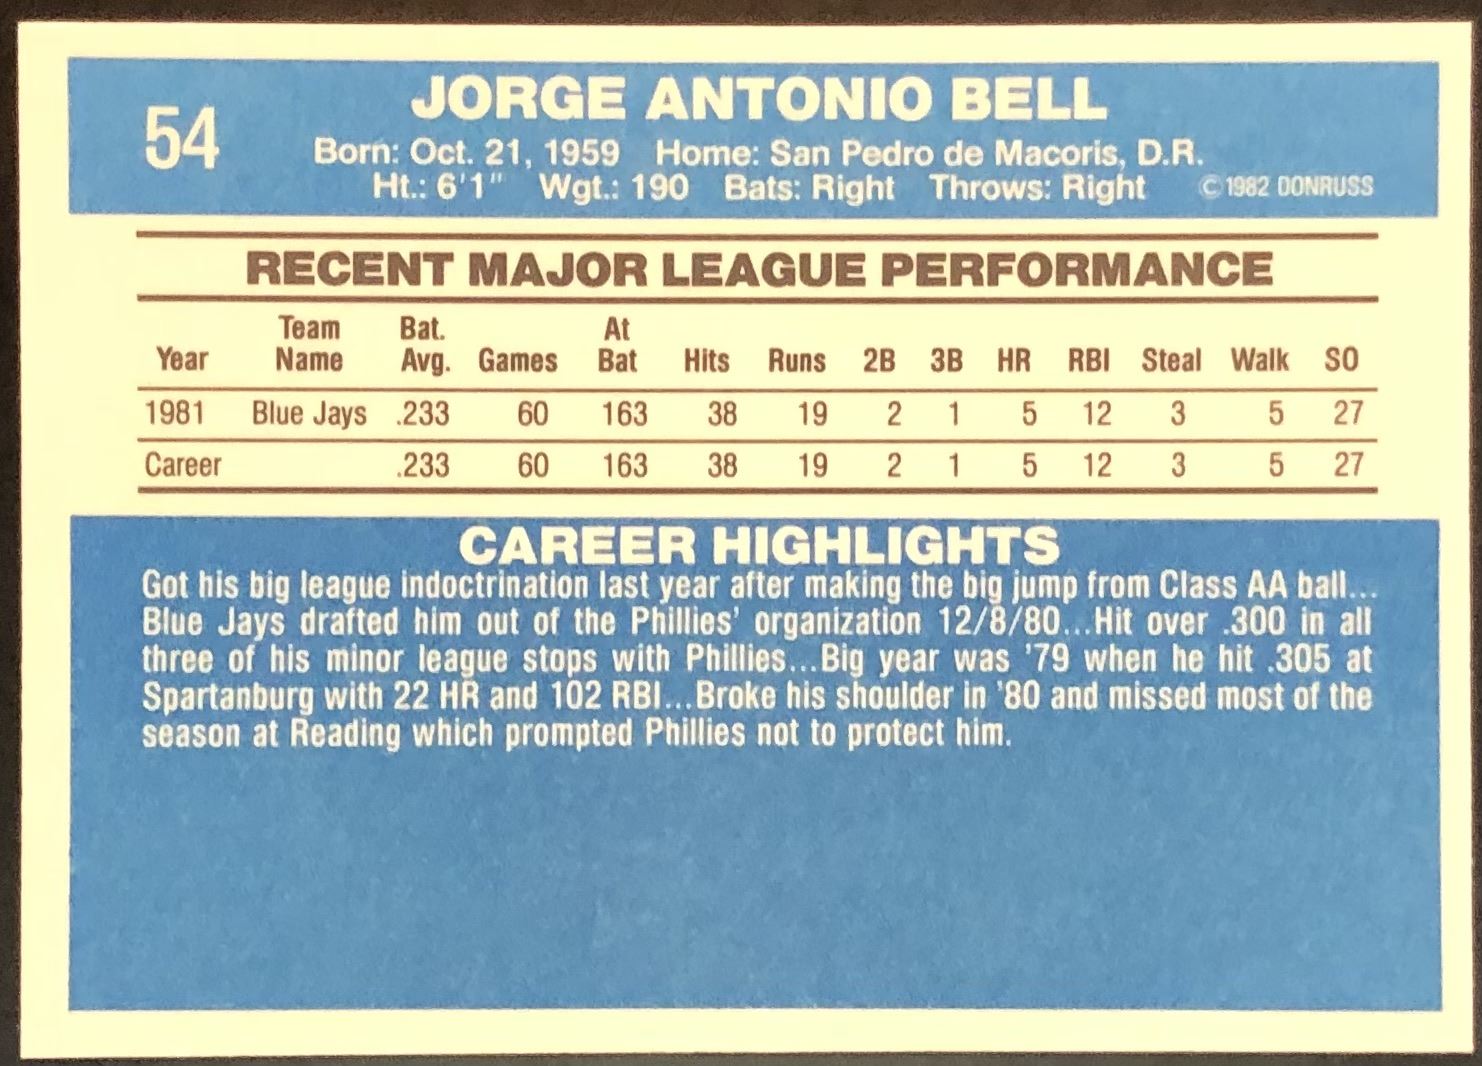 54
JORGE ANTONIO BELL
Born: Oct. 21, 1959 Home: San Pedro de Macoris, D.R.
Ht.: 6'1" Wgt.: 190 Bats: Right Throws: Right ©1982 DONRUSS
RECENT MAJOR LEAGUE PERFORMANCE
Team Bat. At
Year Name Avg. Games Bat Hits Runs 2B 3B HR RBI Steal Walk SO
1981 Blue Jays .233 60 163 38 19 2 1 5 12 3 5 27
Career .233 60 163 38 19 2 1 5 12 3 5 27
CAREER HIGHLIGHTS
Got his big league indoctrination last year after making the big jump from Class AA ball...
Blue Jays drafted him out of the Phillies' organization 12/8/80...Hit over .300 in all
three of his minor league stops with Phillies...Big year was '79 when he hit .305 at
Spartanburg with 22 HR and 102 RBI...Broke his shoulder in '80 and missed most of the
season at Reading which prompted Phillies not to protect him.